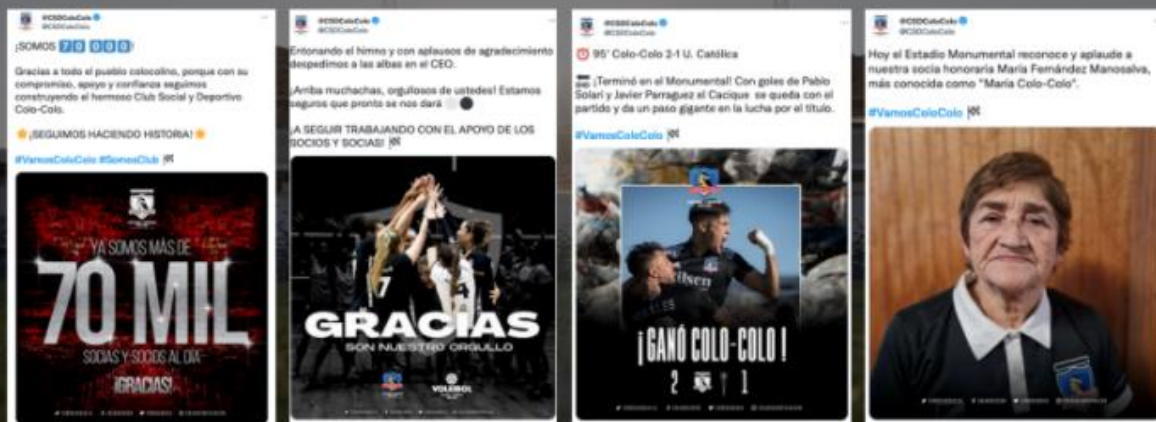 @CSDColoColo
@CSDColoColo
¡SOMOS 70 000!
Gracias a todo el pueblo colocolino, porque con su
compromiso, apoyo y confianza seguimos
construyendo el hermoso Club Social y Deportivo
Colo-Colo.
¡SEGUIMOS HACIENDO HISTORIA!
#VamosColoColo #SomosClub
YA SOMOS MÁS DE
70 MIL
SOCIAS Y SOCIOS AL DÍA
¡GRACIAS!
@CSDColoColo
@CSDColoColo
Entonando el himno y con aplausos de agradecimiento
despedimos a las albas en el CEO.
¡Arriba muchachas, orgullosos de ustedes! Estamos
seguros que pronto se nos dará
¡A SEGUIR TRABAJANDO CON EL APOYO DE LOS
SOCIOS Y SOCIAS!
7
4
GRACIAS
SON NUESTRO ORGULLO
VOLEIBOL
@CSDColoColo
@CSDColoColo
95' Colo-Colo 2-1 U. Católica
¡Terminó en el Monumental! Con goles de Pablo
Solari y Javier Parraguez el Cacique se queda con el
partido y da un paso gigante en la lucha por el título.
#VamosColoColo
¡GANÓ COLO-COLO!
2 1
@CSDColoColo
@CSDColoColo
Hoy el Estadio Monumental reconoce y aplaude a
nuestra socia honoraria María Fernández Manosalva,
más conocida como "María Colo-Colo".
#VamosColoColo